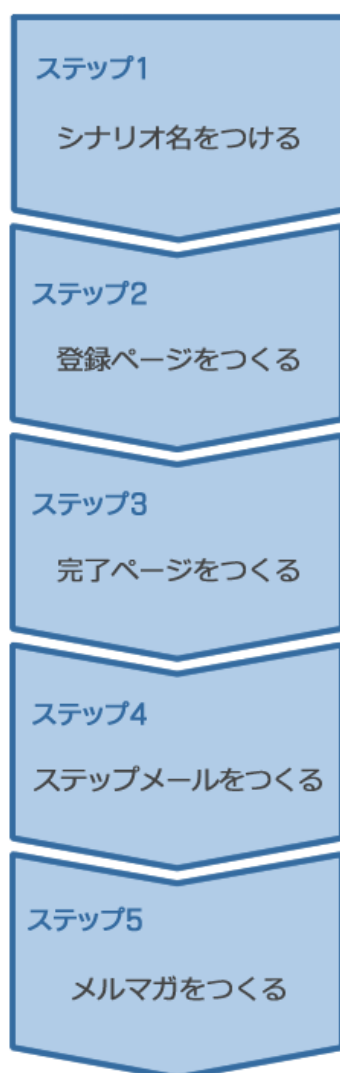 ステップ1
シナリオ名をつける
ステップ2
登録ページをつくる
ステップ3
完了ページをつくる
ステップ4
ステップメールをつくる
ステップ5
メルマガをつくる